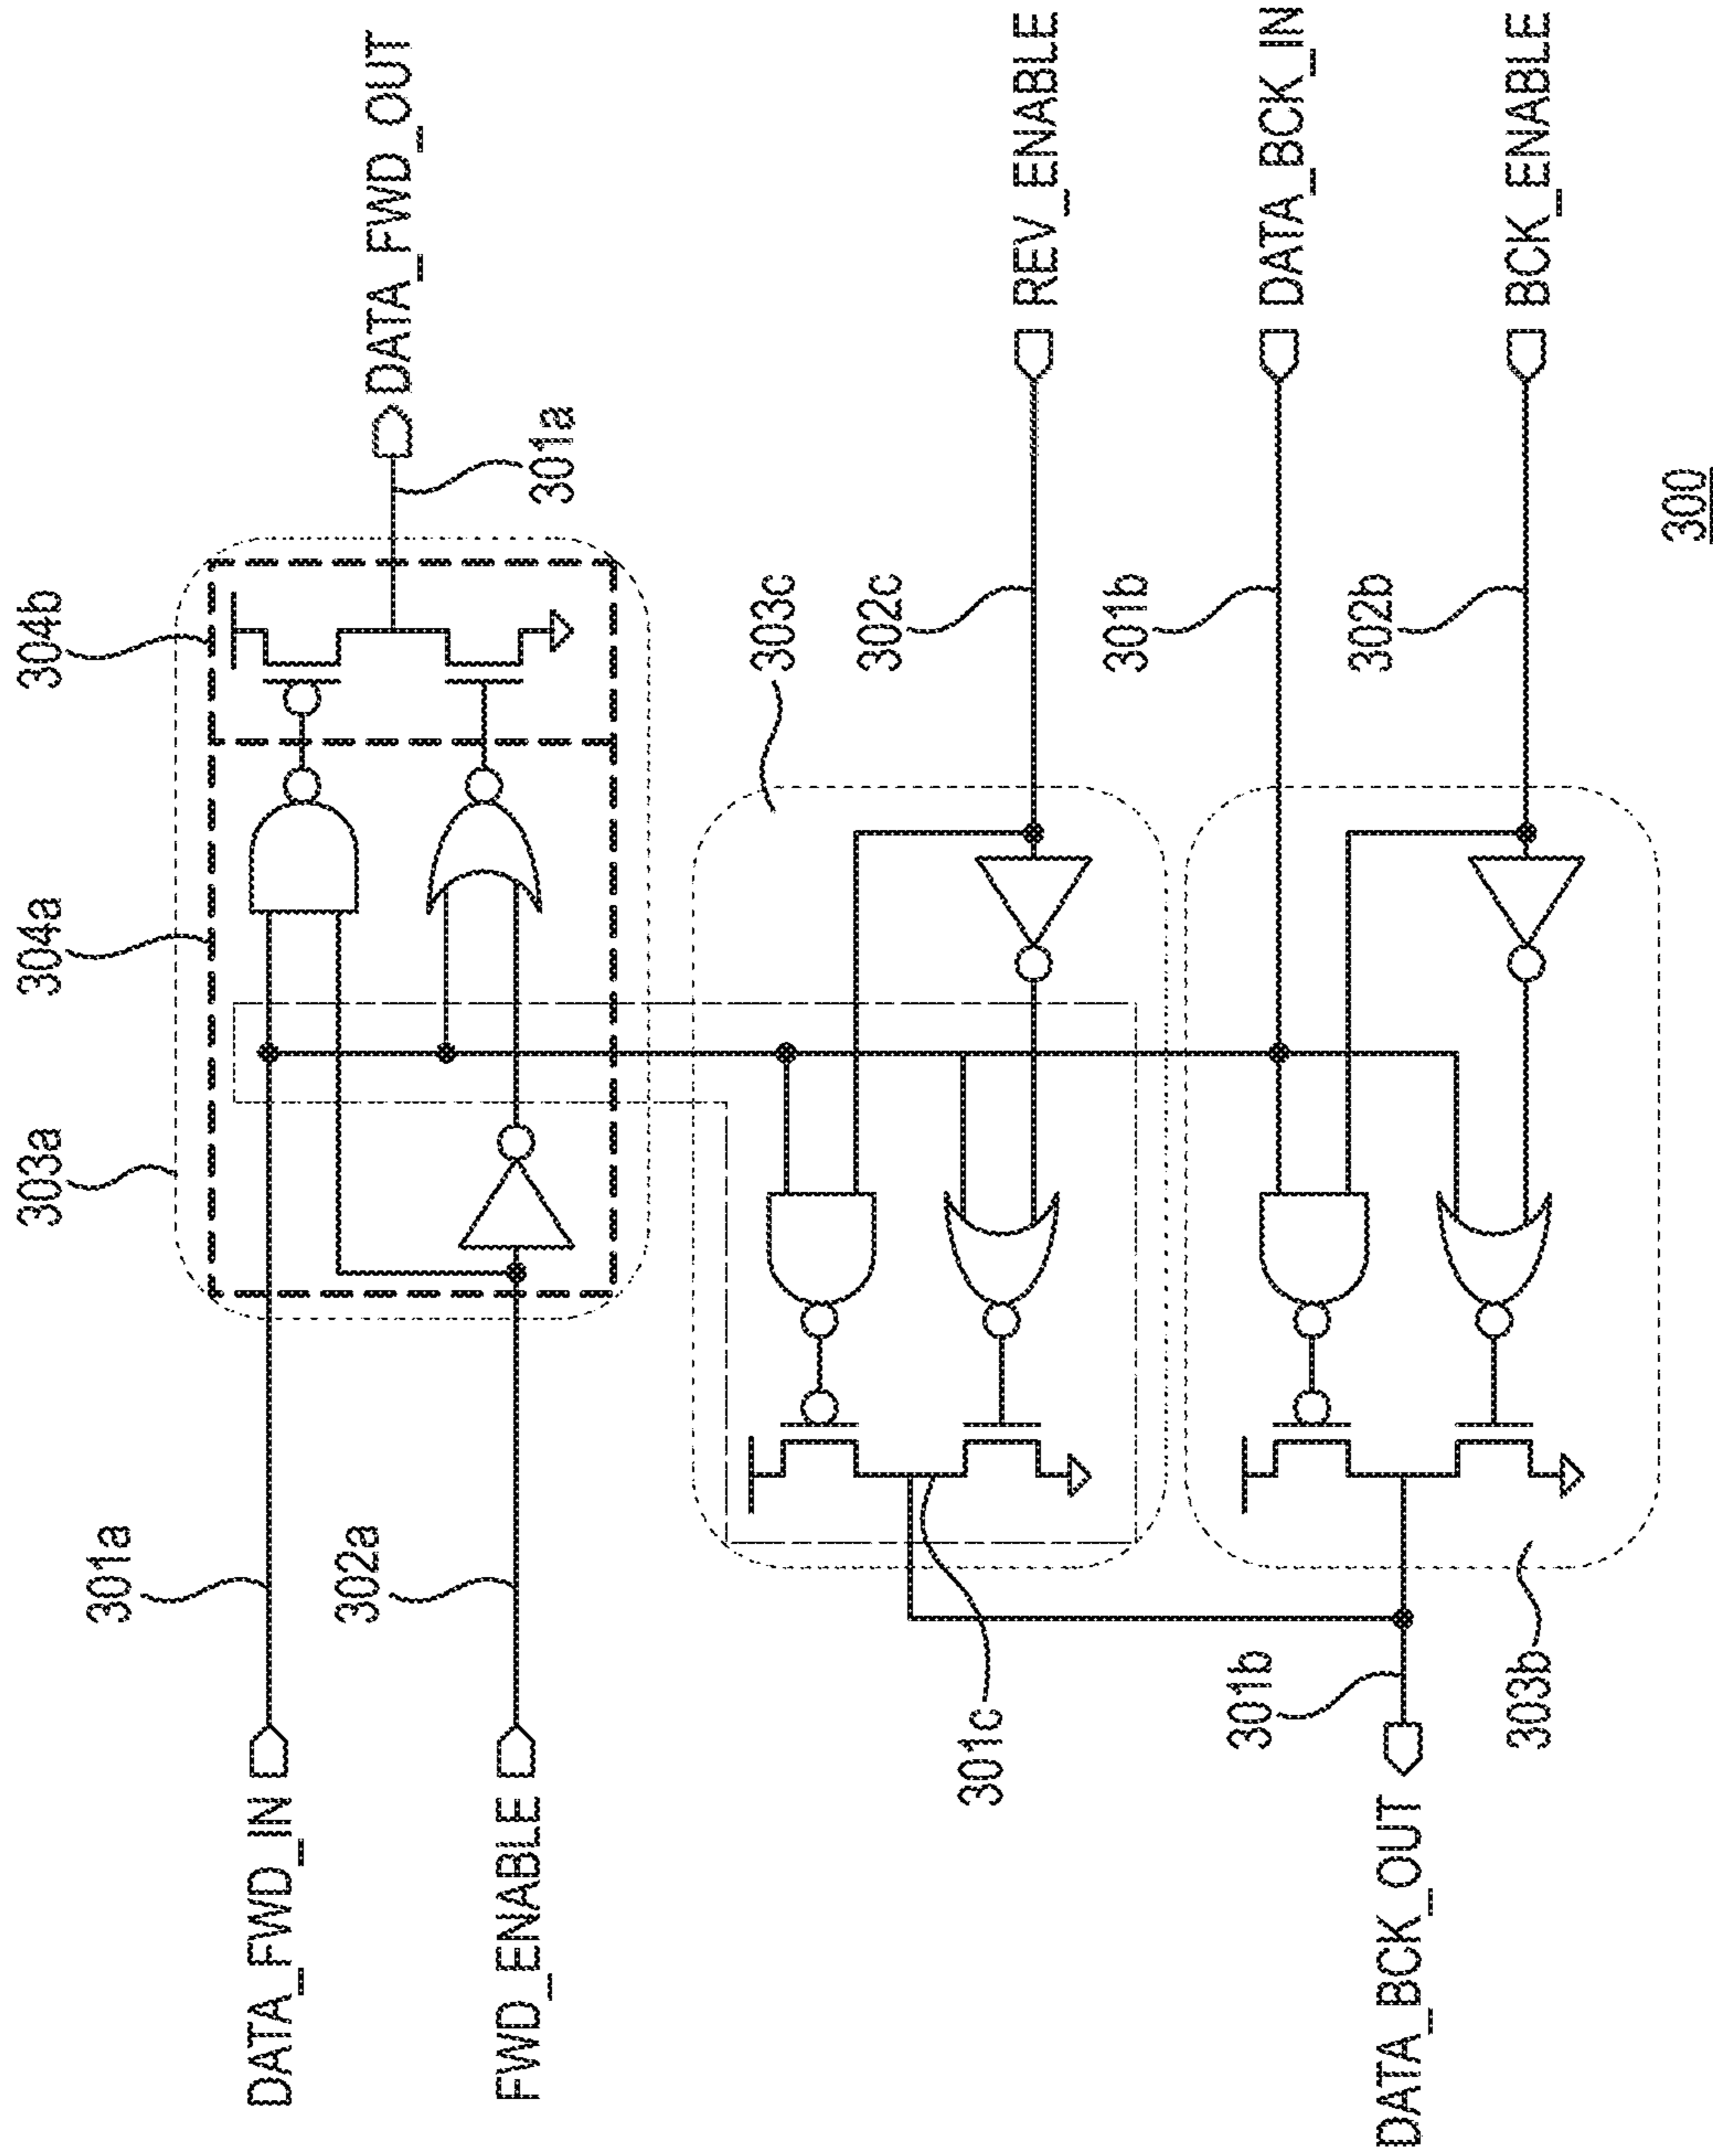 304b
304a
303a
DATA_FWD_OUT
301a
301a
302a
DATA_FWD_IN
FWD_ENABLE
303c
302c
301b
302b
REV_ENABLE
DATA_BCK_IN
BCK_ENABLE
301c
301b
303b
DATA_BCK_OUT
300